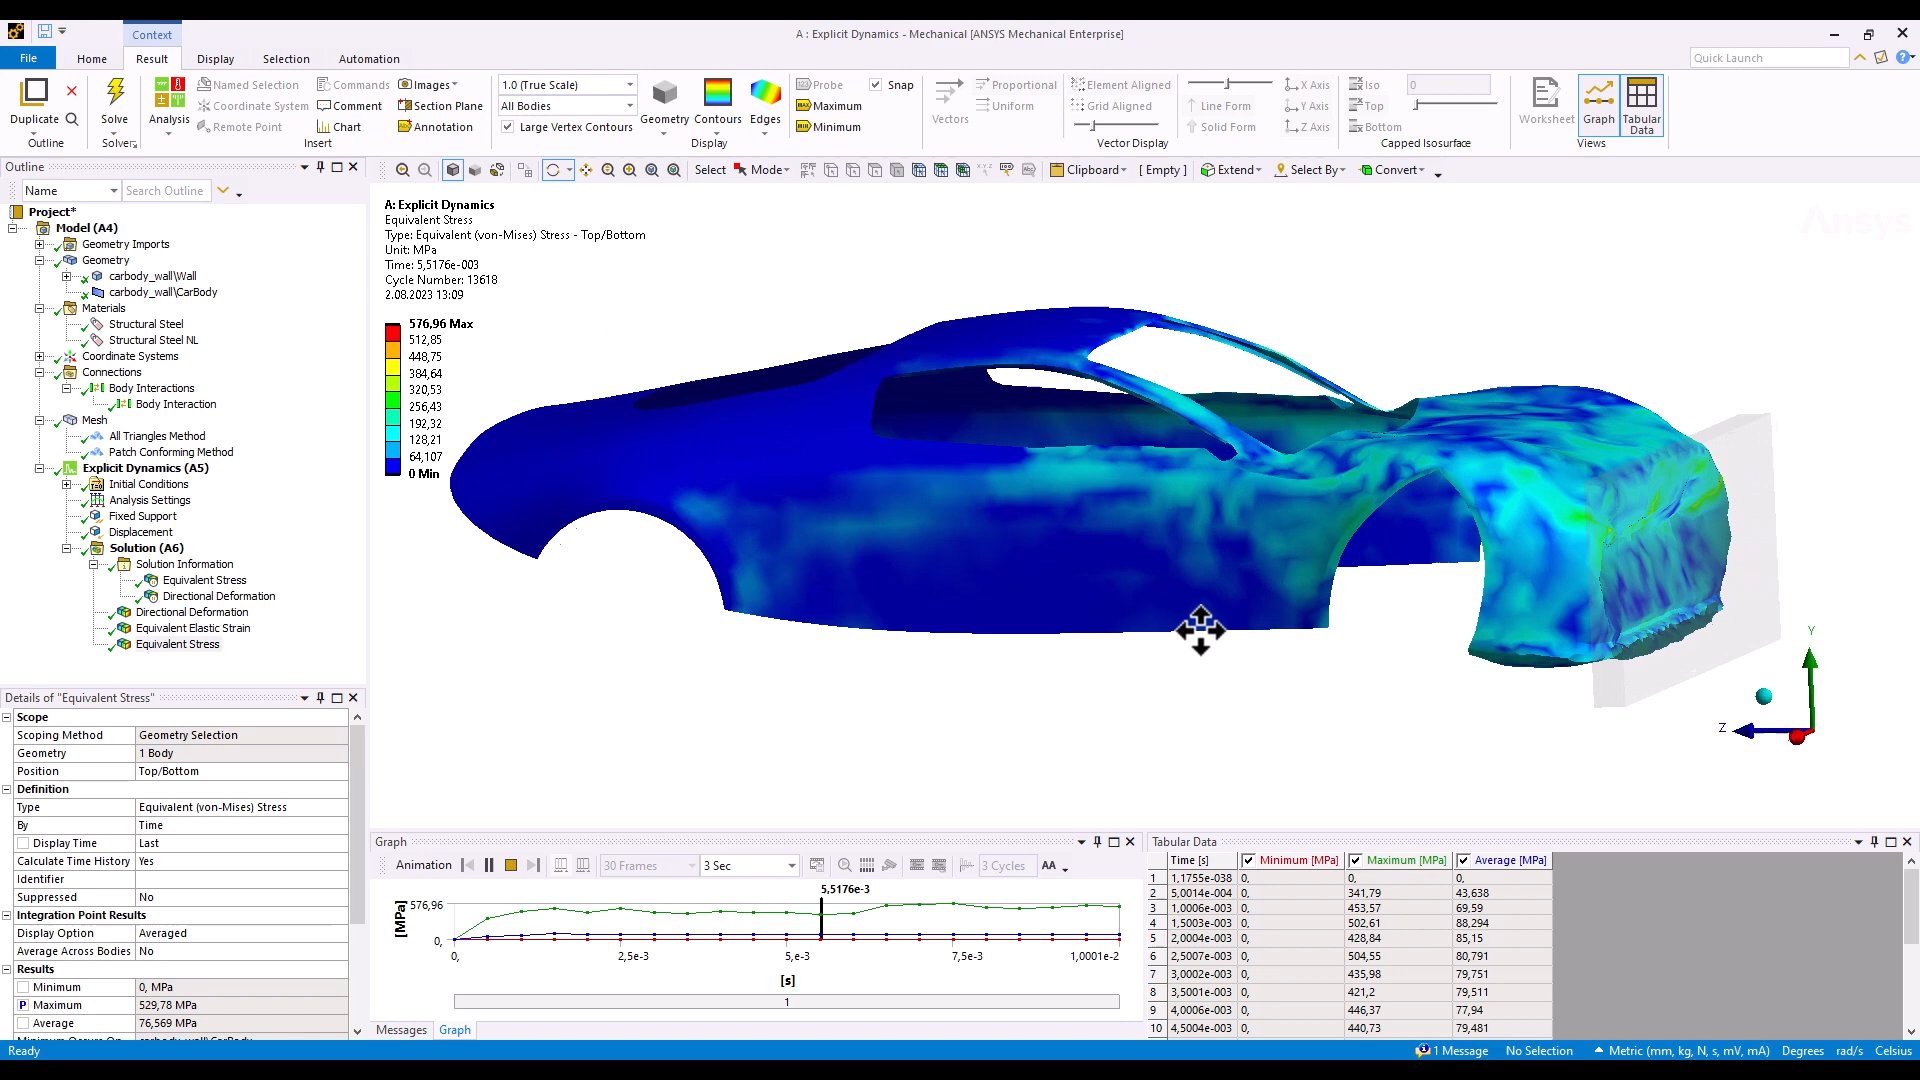 Context
A : Explicit Dynamics - Mechanical [ANSYS Mechanical Enterprise]
File
Home
Result
Display
Selection
Automation
Quick Launch
Duplicate
Outline
Solve
Solver
Analysis
Named Selection
Coordinate System
Remote Point
Commands
Comment
Chart
Images
Section Plane
Annotation
Insert
1.0 (True Scale)
All Bodies
Large Vertex Contours
Geometry
Contours
Edges
Display
Probe
Maximum
Minimum
Snap
Vectors
Proportional
Uniform
Element Aligned
Grid Aligned
Line Form
Solid Form
X Axis
Y Axis
Z Axis
Vector Display
Iso
Top
Bottom
0
Capped Isosurface
Worksheet
Graph
Tabular
Data
Views
Outline
Name
Search Outline
Select
Mode
Clipboard
[ Empty ]
Extend
Select By
Convert
Project*
Model (A4)
Geometry Imports
Geometry
carbody_wall\Wall
carbody_wall\CarBody
Materials
Structural Steel
Structural Steel NL
Coordinate Systems
Connections
Body Interactions
Body Interaction
Mesh
All Triangles Method
Patch Conforming Method
Explicit Dynamics (A5)
Initial Conditions
Analysis Settings
Fixed Support
Displacement
Solution (A6)
Solution Information
Equivalent Stress
Directional Deformation
Directional Deformation
Equivalent Elastic Strain
Equivalent Stress
A: Explicit Dynamics
Equivalent Stress
Type: Equivalent (von-Mises) Stress - Top/Bottom
Unit: MPa
Time: 5,5176e-003
Cycle Number: 13618
2.08.2023 13:09
576,96 Max
512,85
448,75
384,64
320,53
256,43
192,32
128,21
64,107
0 Min
Ansys
Y
Z
Details of "Equivalent Stress"
Scope
Scoping Method Geometry Selection
Geometry 1 Body
Position Top/Bottom
Definition
Type Equivalent (von-Mises) Stress
By Time
Display Time Last
Calculate Time History Yes
Identifier
Suppressed No
Integration Point Results
Display Option Averaged
Average Across Bodies No
Results
Minimum 0, MPa
P Maximum 529,78 MPa
Average 76,569 MPa
Graph
Animation
30 Frames
3 Sec
3 Cycles
AA
5,5176e-3
576,96
[MPa]
0,
0, 2,5e-3 5,e-3 7,5e-3 1,0001e-2
[s]
1
Messages
Graph
Tabular Data
Time [s] Minimum [MPa] Maximum [MPa] Average [MPa]
1 1,1755e-038 0, 0, 0,
2 5,0014e-004 0, 341,79 43,638
3 1,0006e-003 0, 453,57 69,59
4 1,5003e-003 0, 502,61 88,294
5 2,0004e-003 0, 428,84 85,15
6 2,5007e-003 0, 504,55 80,791
7 3,0002e-003 0, 435,98 79,751
8 3,5001e-003 0, 421,2 79,511
9 4,0006e-003 0, 446,37 77,94
10 4,5004e-003 0, 440,73 79,481
Ready
1 Message
No Selection
Metric (mm, kg, N, s, mV, mA)
Degrees
rad/s
Celsius